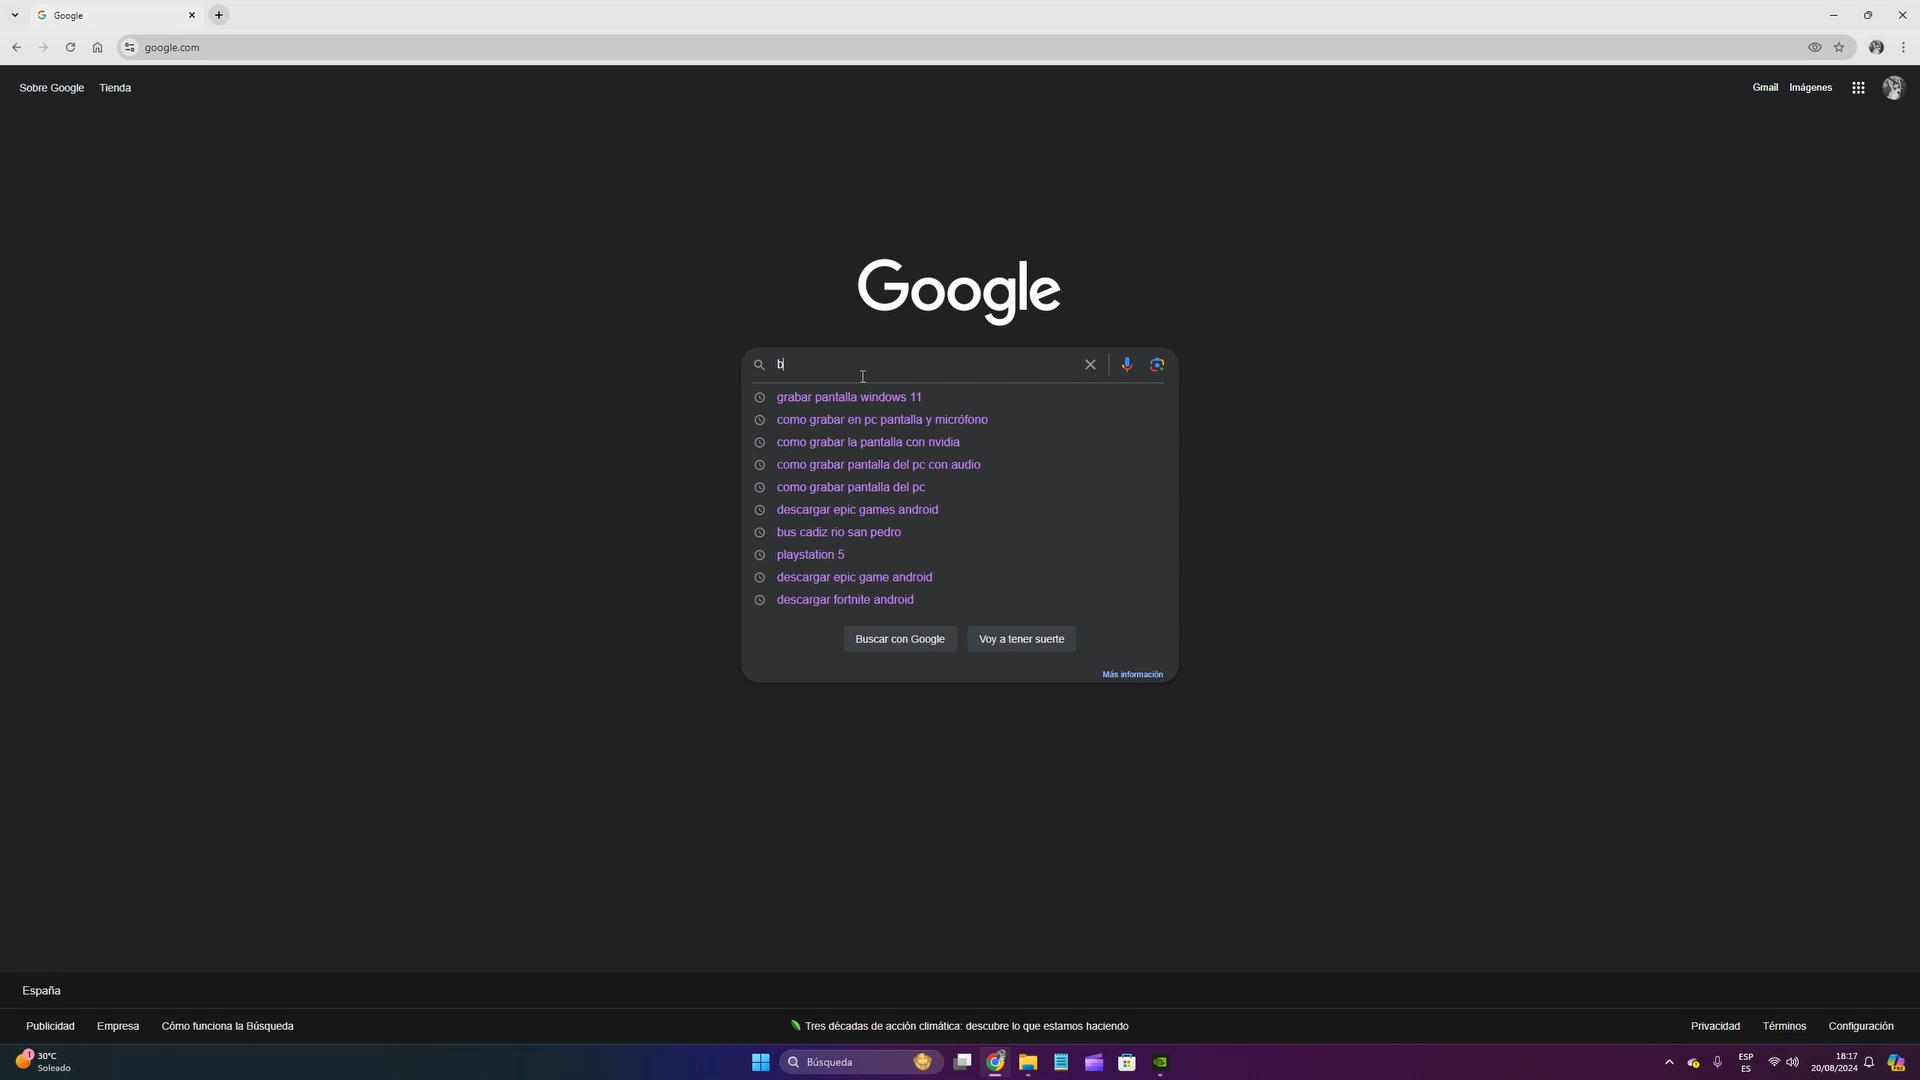 Google
google.com
Sobre Google Tienda
Gmail Imágenes
Google
b
grabar pantalla windows 11
como grabar en pc pantalla y micrófono
como grabar la pantalla con nvidia
como grabar pantalla del pc con audio
como grabar pantalla del pc
descargar epic games android
bus cadiz rio san pedro
playstation 5
descargar epic game android
descargar fortnite android
Buscar con Google Voy a tener suerte
Más información
España
Publicidad Empresa Cómo funciona la Búsqueda
Tres décadas de acción climática: descubre lo que estamos haciendo
Privacidad Términos Configuración
1
30°C
Soleado
Búsqueda
ESP
ES
18:17
20/08/2024
PRE